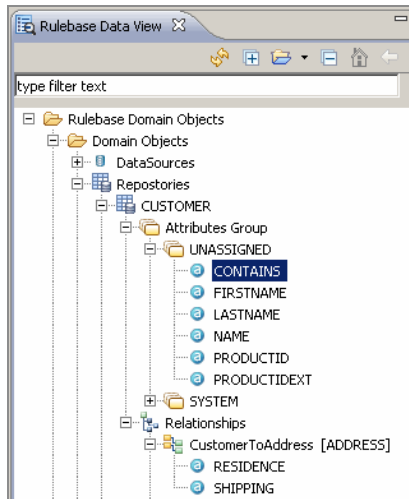 Rulebase Data View
type filter text
Rulebase Domain Objects
Domain Objects
DataSources
Repostories
CUSTOMER
Attributes Group
UNASSIGNED
CONTAINS
FIRSTNAME
LASTNAME
NAME
PRODUCTID
PRODUCTIDEXT
SYSTEM
Relationships
CustomerToAddress [ADDRESS]
RESIDENCE
SHIPPING